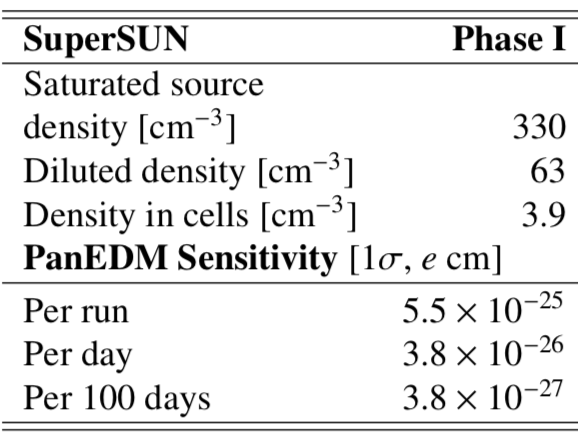 SuperSUN Phase I
Saturated source
density [cm⁻³] 330
Diluted density [cm⁻³] 63
Density in cells [cm⁻³] 3.9
PanEDM Sensitivity [1σ, e cm]
Per run 5.5 × 10⁻²⁵
Per day 3.8 × 10⁻²⁶
Per 100 days 3.8 × 10⁻²⁷